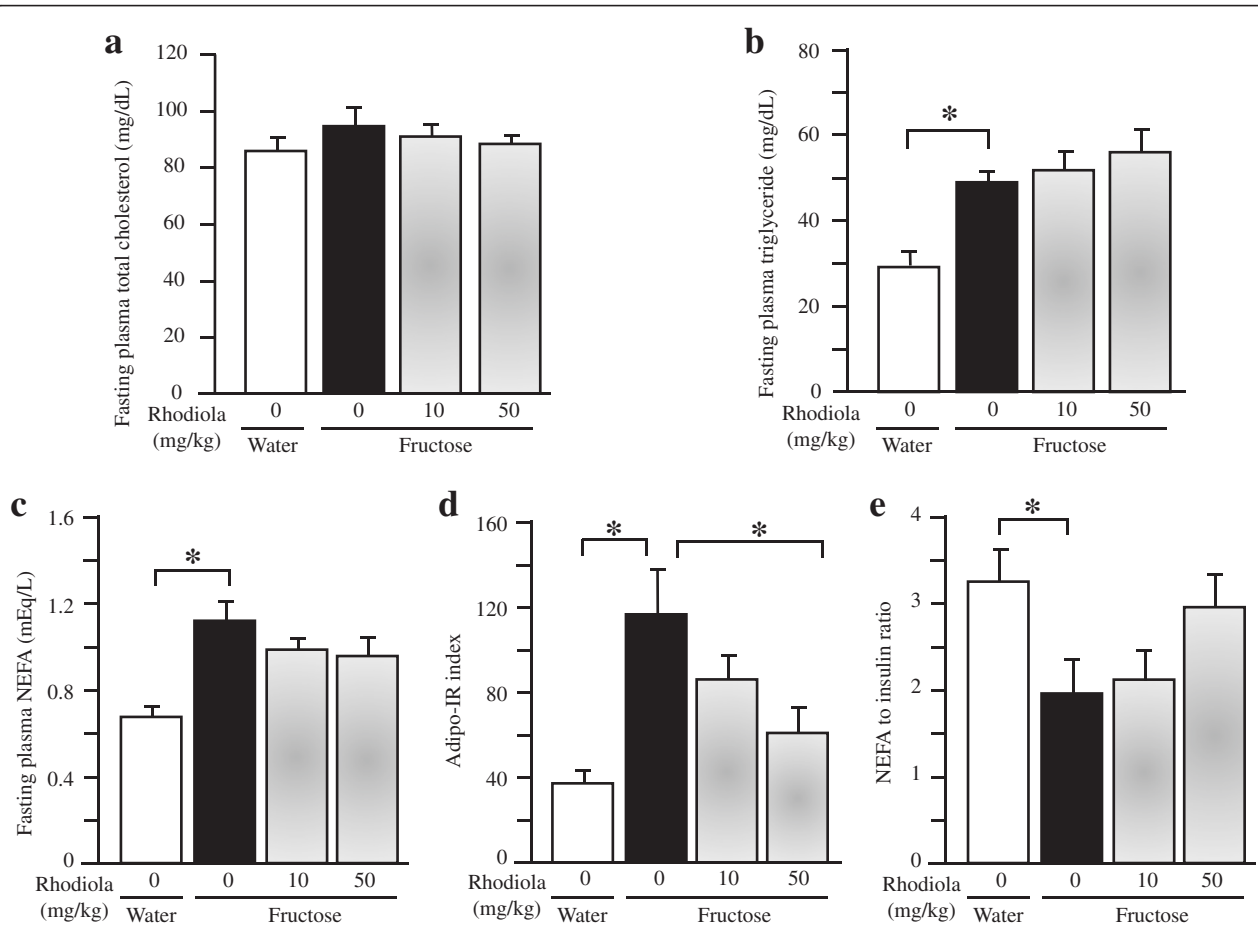 a
Fasting plasma total cholesterol (mg/dL)
120
100
80
60
40
20
0
Rhodiola 0 0 10 50
(mg/kg) Water Fructose
b
Fasting plasma triglyceride (mg/dL)
80
60
40
20
0
*
Rhodiola 0 0 10 50
(mg/kg) Water Fructose
c
Fasting plasma NEFA (mEq/L)
1.6
1.2
0.8
0.4
0
*
Rhodiola 0 0 10 50
(mg/kg) Water Fructose
d
Adipo-IR index
160
120
80
40
0
* *
Rhodiola 0 0 10 50
(mg/kg) Water Fructose
e
NEFA to insulin ratio
4
3
2
1
0
*
Rhodiola 0 0 10 50
(mg/kg) Water Fructose